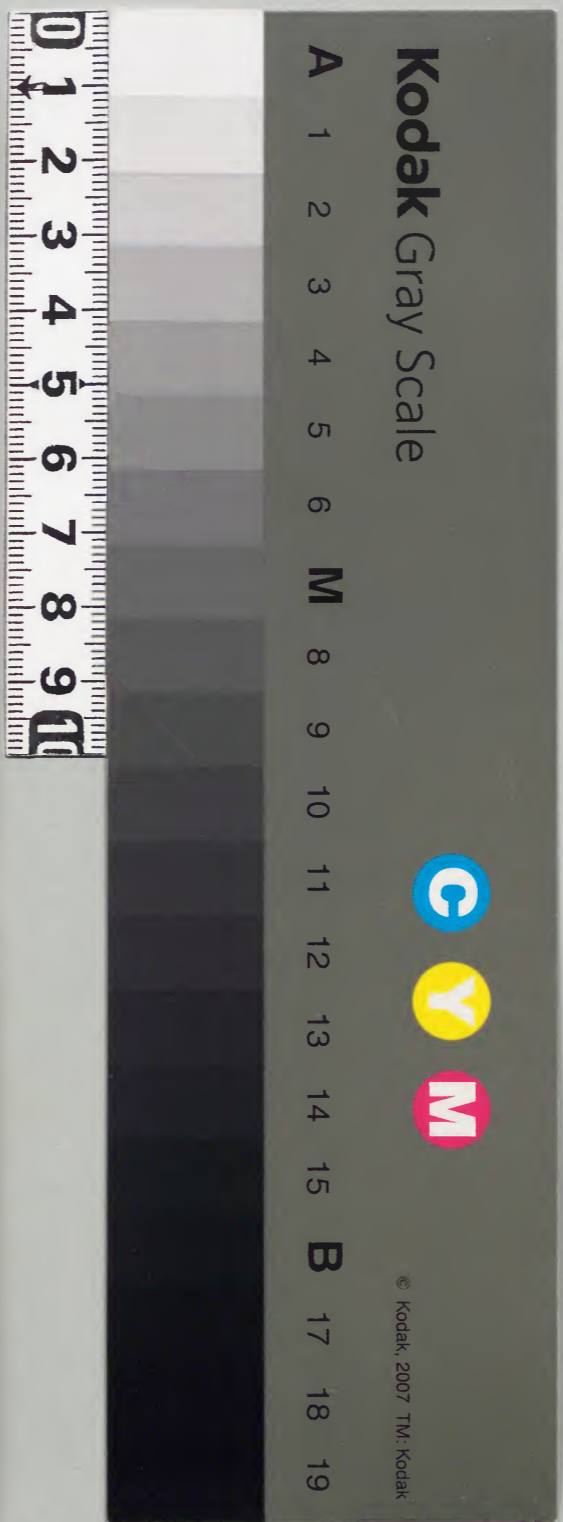 Kodak Gray Scale
C Y M
© Kodak, 2007 TM: Kodak
A 1 2 3 4 5 6 M 8 9 10 11 12 13 14 15 B 17 18 19
0 1 2 3 4 5 6 7 8 9 10